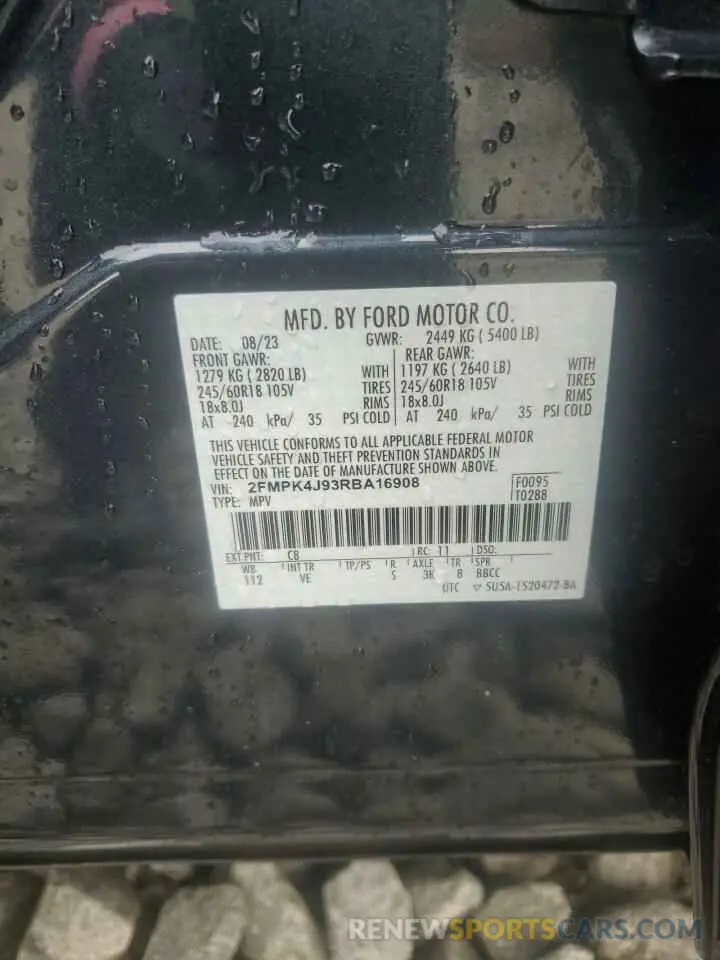 MFD. BY FORD MOTOR CO.
DATE: 08/23 GVWR: 2449 KG ( 5400 LB)
FRONT GAWR: REAR GAWR:
1279 KG ( 2820 LB) WITH 1197 KG ( 2640 LB) WITH
245/60R18 105V TIRES 245/60R18 105V TIRES
18x8.0J RIMS 18x8.0J RIMS
AT 240 kPa/ 35 PSI COLD AT 240 kPa/ 35 PSI COLD
THIS VEHICLE CONFORMS TO ALL APPLICABLE FEDERAL MOTOR
VEHICLE SAFETY AND THEFT PREVENTION STANDARDS IN
EFFECT ON THE DATE OF MANUFACTURE SHOWN ABOVE.
VIN: 2FMPK4J93RBA16908 F0095
TYPE: MPV T0288
EXT PNT: C8 RC: 11 DSO:
WB INT TR TP/PS R AXLE TR SPR
112 VE S 3K 8 BBCC
UTC 5U5A-1520472-BA
RENEWSPORTSCARS.COM